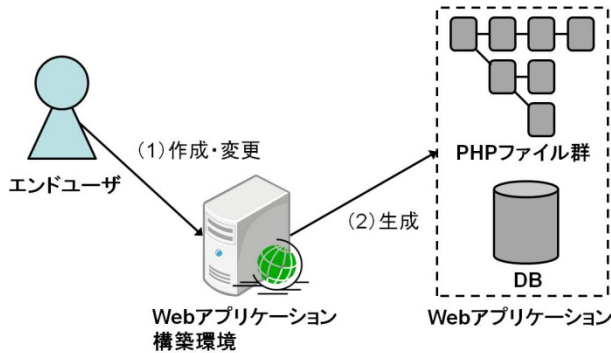 (1)作成・変更
エンドユーザ
(2)生成
Webアプリケーション
構築環境
PHPファイル群
DB
Webアプリケーション